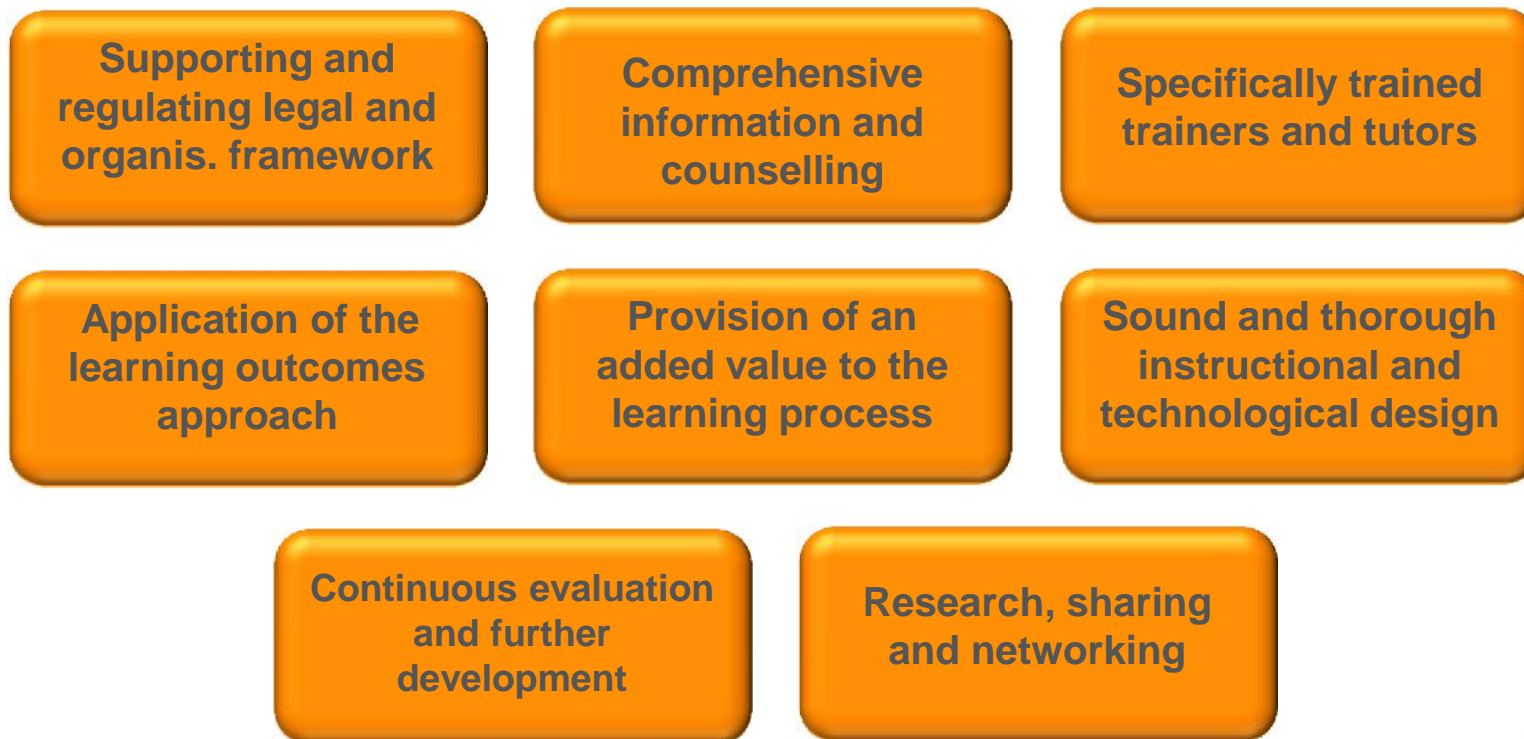 Supporting and
regulating legal and
organis. framework
Comprehensive
information and
counselling
Specifically trained
trainers and tutors
Application of the
learning outcomes
approach
Provision of an
added value to the
learning process
Sound and thorough
instructional and
technological design
Continuous evaluation
and further
development
Research, sharing
and networking